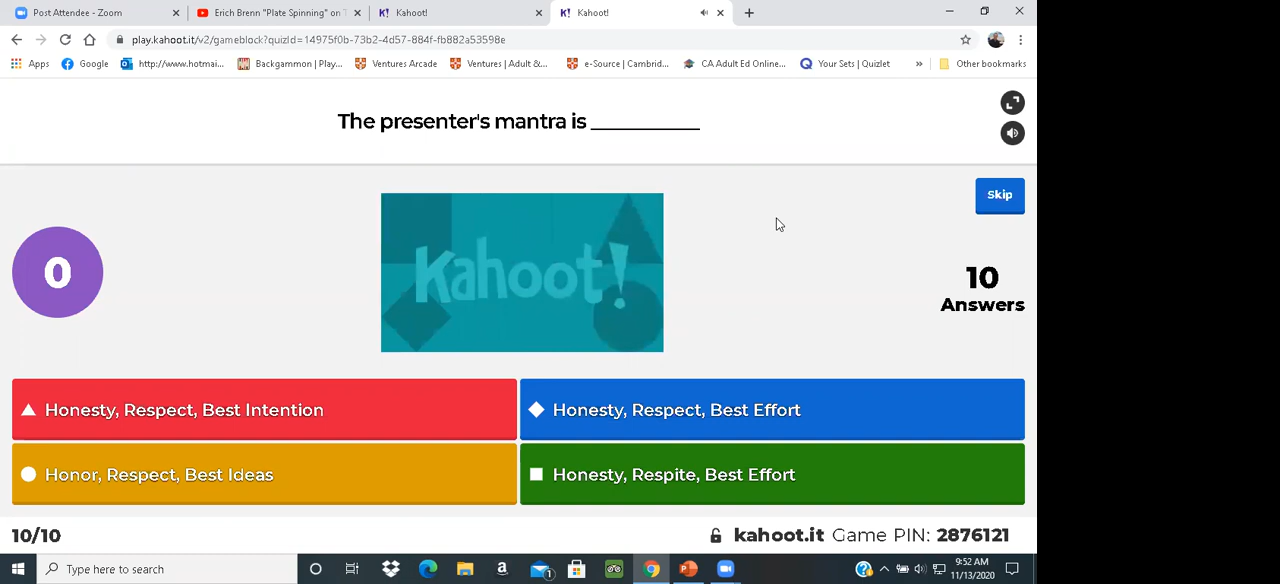 Post Attendee - Zoom
Erich Brenn "Plate Spinning" on
Kahoot!
Kahoot!
play.kahoot.it/v2/gameblock?quizId=14975f0b-73b2-4d57-884f-fb882a53598e
Apps
Google
http://www.hotmai...
Backgammon | Play...
Ventures Arcade
Ventures | Adult &...
e-Source | Cambrid...
CA Adult Ed Online...
Your Sets | Quizlet
»
Other bookmarks
The presenter's mantra is __________
Skip
0
Kahoot!
10
Answers
Honesty, Respect, Best Intention
Honesty, Respect, Best Effort
Honor, Respect, Best Ideas
Honesty, Respite, Best Effort
10/10
kahoot.it Game PIN: 2876121
Type here to search
9:52 AM
11/13/2020